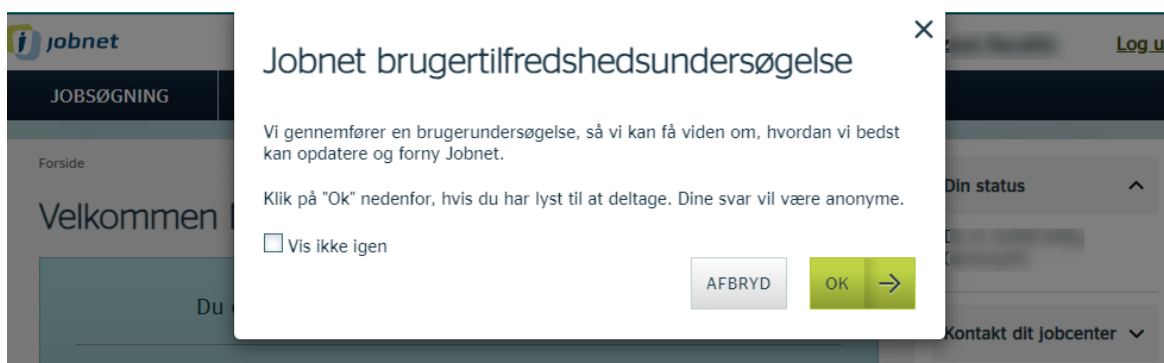 jobnet
Log u
JOBSØGNING
Forside
Velkommen
Du
Jobnet brugertilfredshedsundersøgelse
Vi gennemfører en brugerundersøgelse, så vi kan få viden om, hvordan vi bedst
kan opdatere og forny Jobnet.
Klik på "Ok" nedenfor, hvis du har lyst til at deltage. Dine svar vil være anonyme.
Vis ikke igen
AFBRYD
OK
Din status
Kontakt dit jobcenter